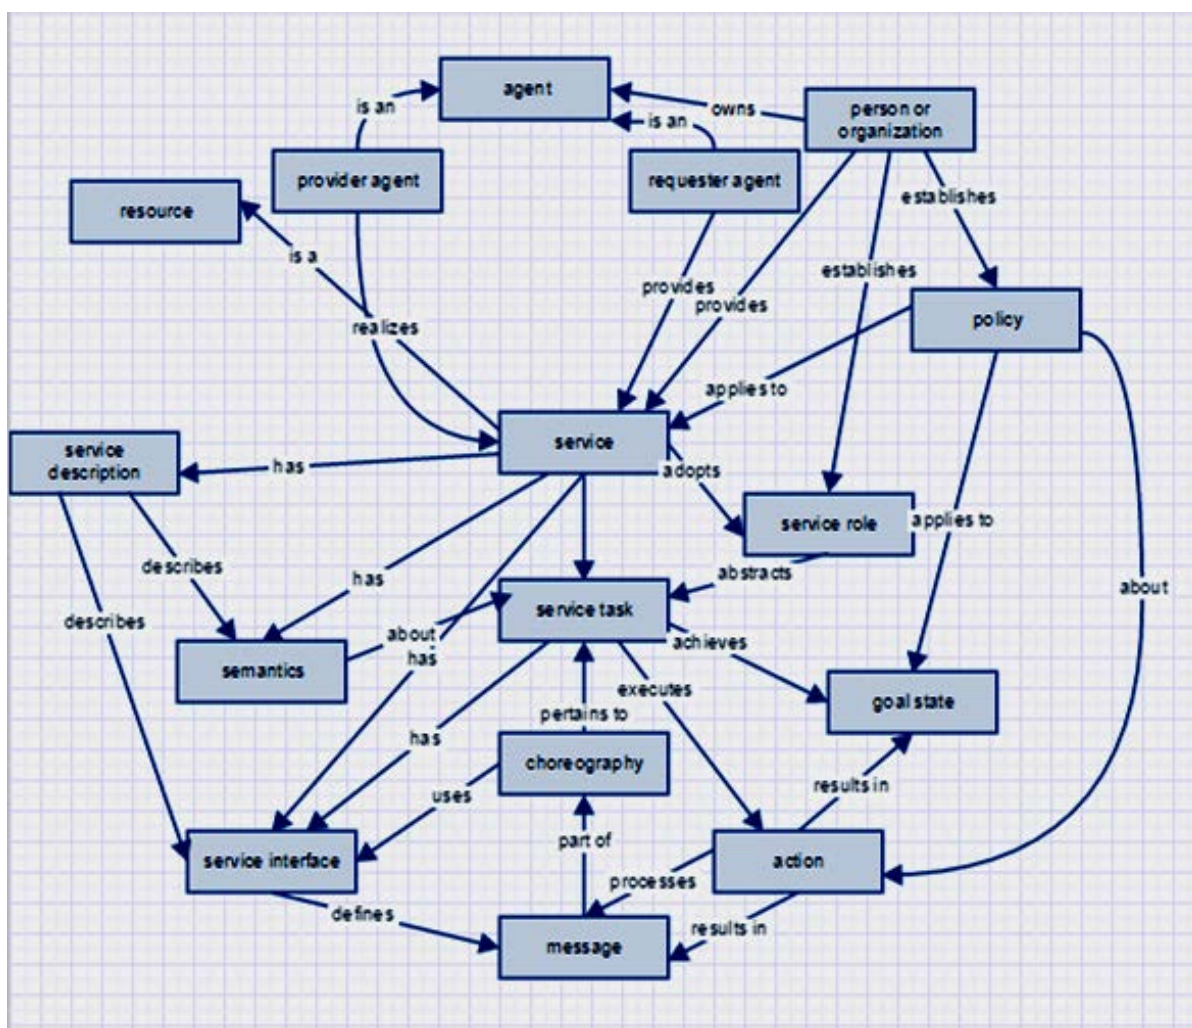 agent
is an
owns
person or
organization
is an
provider agent
requester agent
resource
establishes
is a
establishes
provides
provides
policy
realizes
applies to
service
service
description
has
adopts
service role
applies to
describes
has
abstracts
about
service task
describes
about
achieves
has
semantics
executes
goal state
pertains to
has
choreography
results in
uses
part of
service interface
action
processes
defines
results in
message